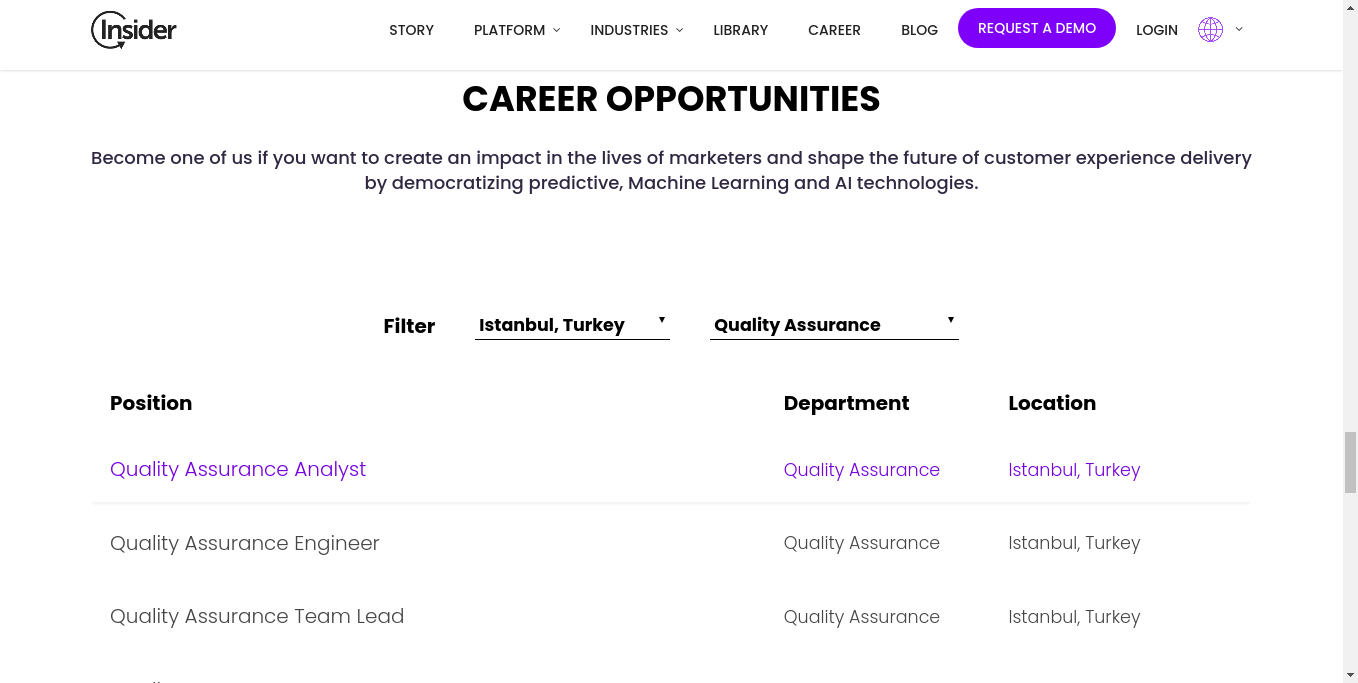 Insider
STORY PLATFORM INDUSTRIES LIBRARY CAREER BLOG REQUEST A DEMO LOGIN
CAREER OPPORTUNITIES
Become one of us if you want to create an impact in the lives of marketers and shape the future of customer experience delivery
by democratizing predictive, Machine Learning and AI technologies.
Filter Istanbul, Turkey Quality Assurance
Position Department Location
Quality Assurance Analyst Quality Assurance Istanbul, Turkey
Quality Assurance Engineer Quality Assurance Istanbul, Turkey
Quality Assurance Team Lead Quality Assurance Istanbul, Turkey